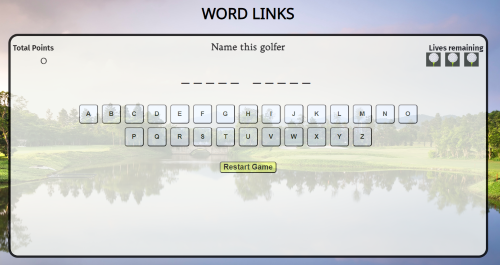 WORD LINKS
Total Points
Name this golfer
Lives remaining
0
_ _ _ _ _ _ _ _ _ _
A B C D E F G H I J K L M N O
P Q R S T U V W X Y Z
Restart Game